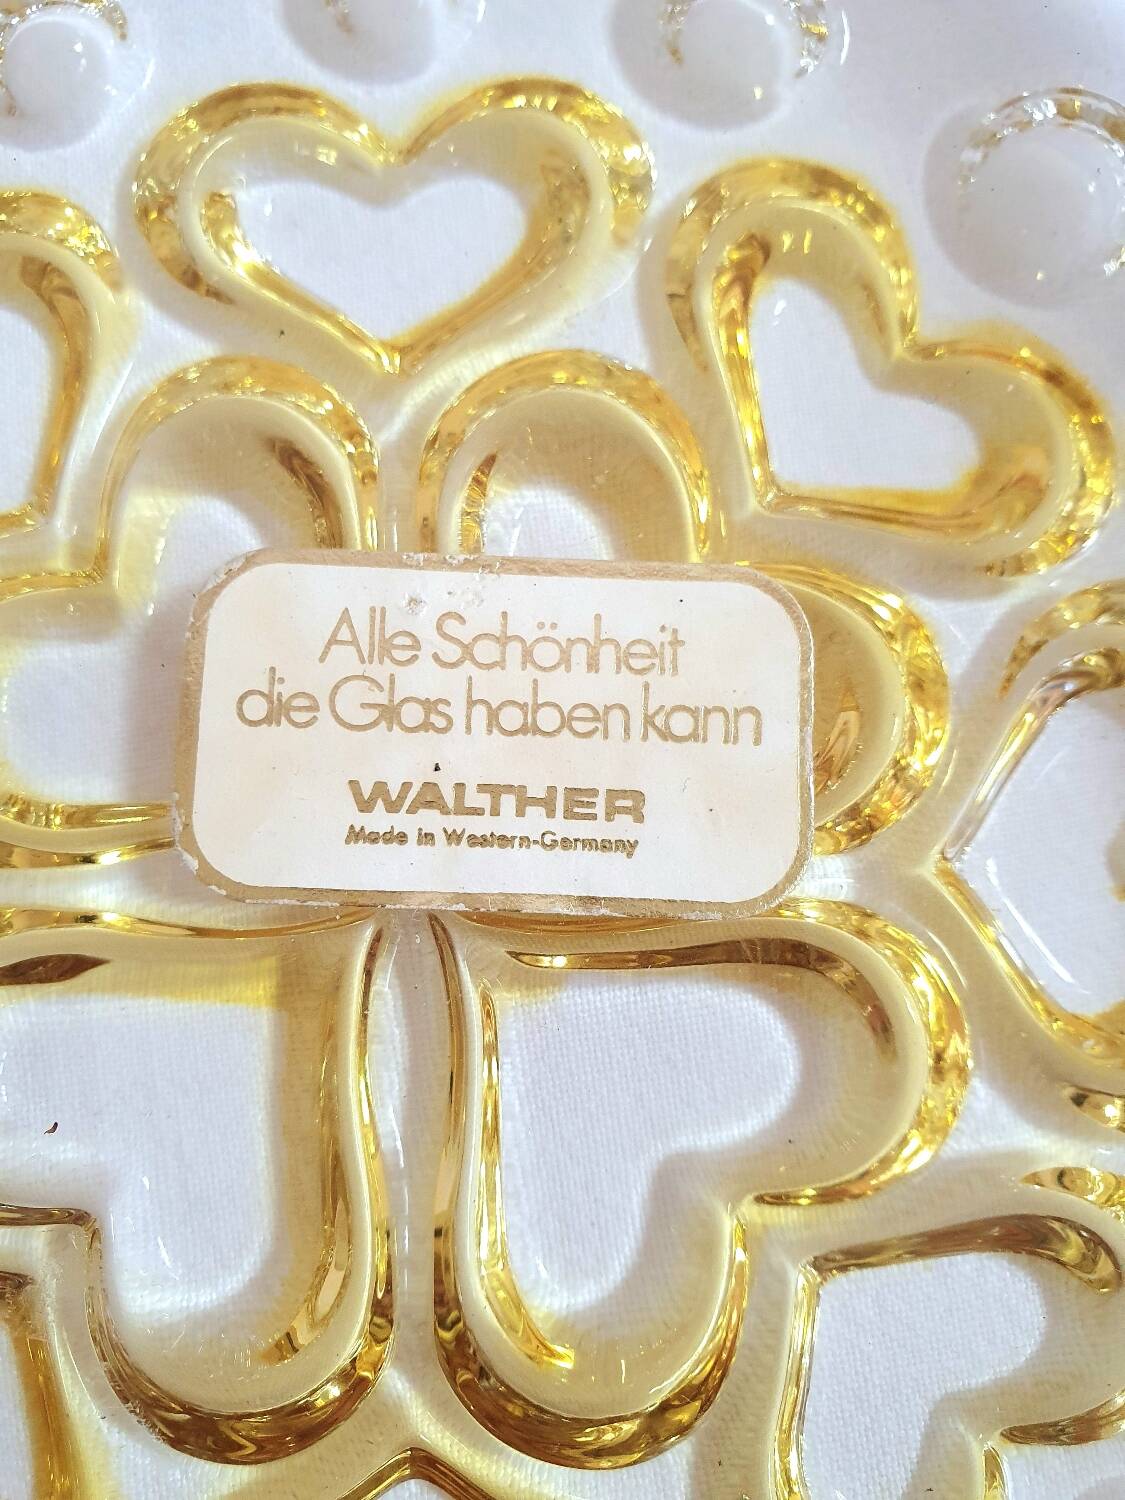 Alle Schönheit
die Glas haben kann
WALTHER
Made in Western-Germany